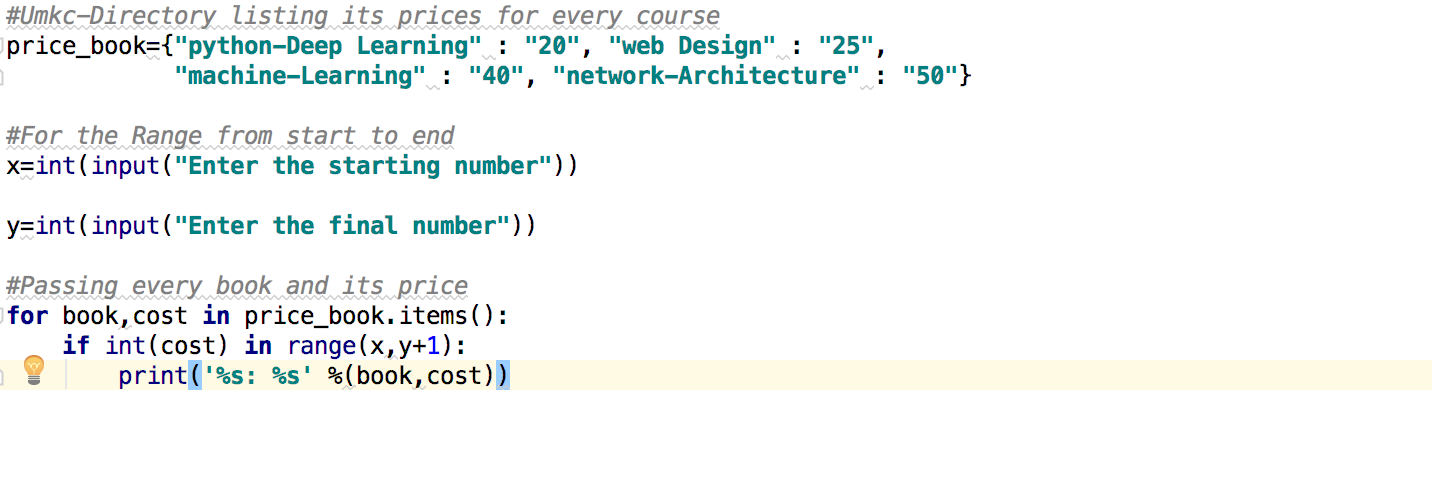 #Umkc-Directory listing its prices for every course
price_book={"python-Deep Learning" : "20", "web Design" : "25",
            "machine-Learning" : "40", "network-Architecture" : "50"}
#For the Range from start to end
x=int(input("Enter the starting number"))
y=int(input("Enter the final number"))
#Passing every book and its price
for book,cost in price_book.items():
    if int(cost) in range(x,y+1):
        print('%s: %s' %(book,cost))